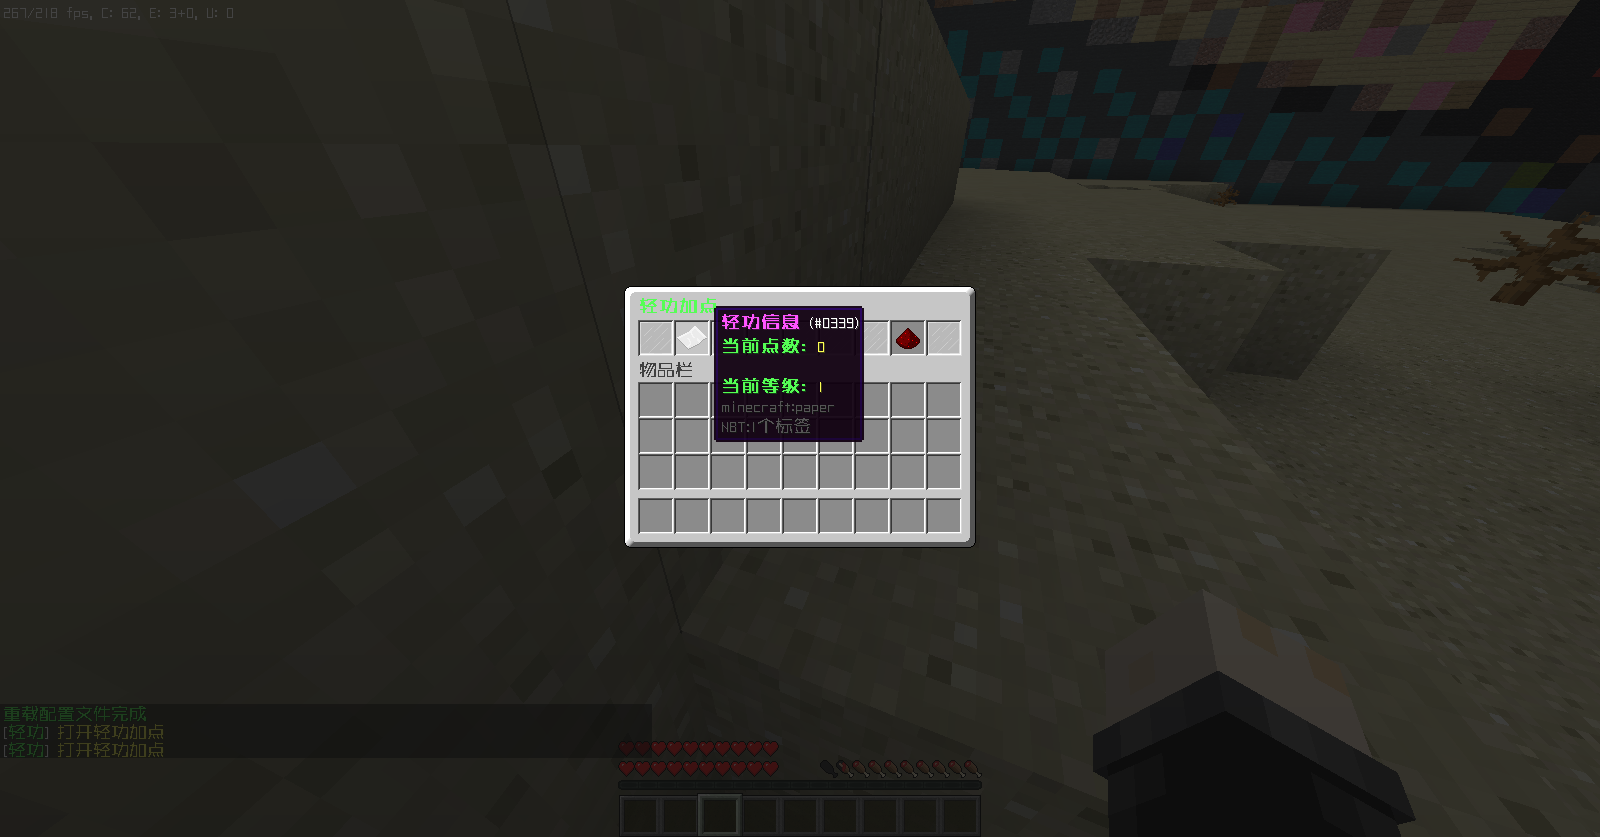 267/218 fps, C: 62, E: 3+0, U: 0
轻功加点
轻功信息 (#0339)
当前点数: 0
当前等级: 1
minecraft:paper
NBT:1个标签
物品栏
重载配置文件完成
[轻功] 打开轻功加点
[轻功] 打开轻功加点